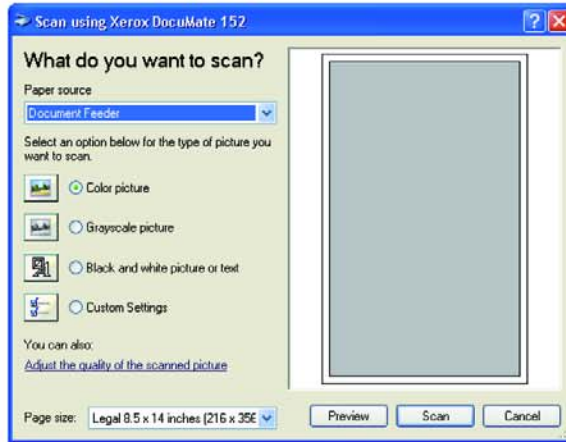 Scan using Xerox DocuMate 152
What do you want to scan?
Paper source
Document Feeder
Select an option below for the type of picture you
want to scan.
Color picture
Grayscale picture
Black and white picture or text
Custom Settings
You can also:
Adjust the quality of the scanned picture
Page size: Legal 8.5 x 14 inches (216 x 356
Preview Scan Cancel